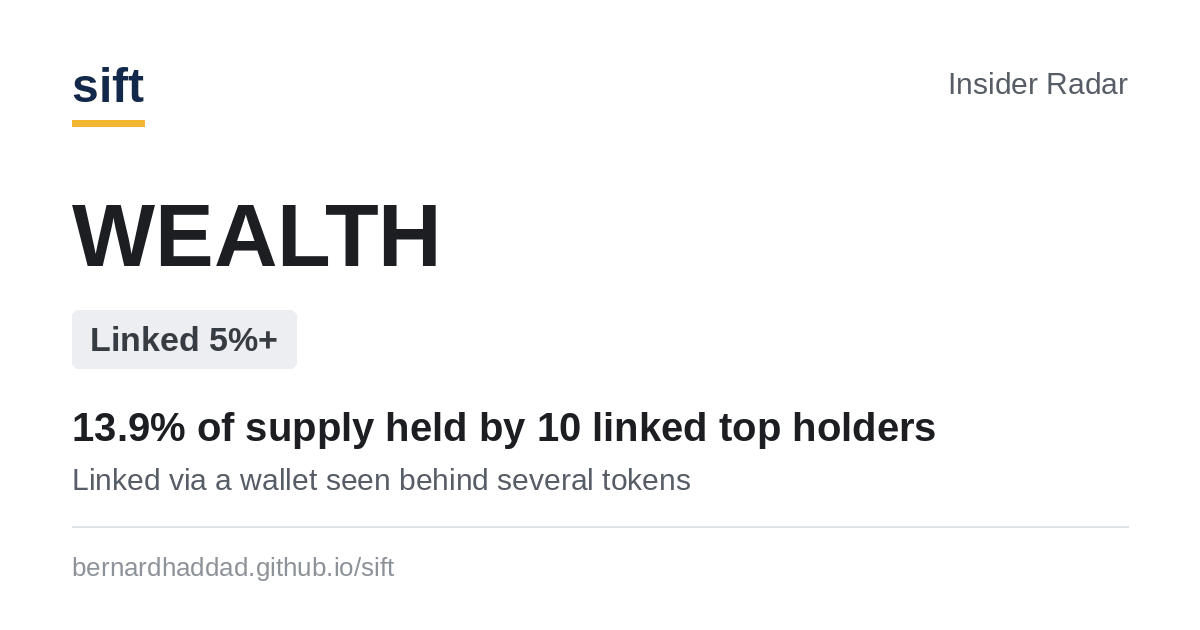 sift
Insider Radar
WEALTH
Linked 5%+
13.9% of supply held by 10 linked top holders
Linked via a wallet seen behind several tokens
bernardhaddad.github.io/sift